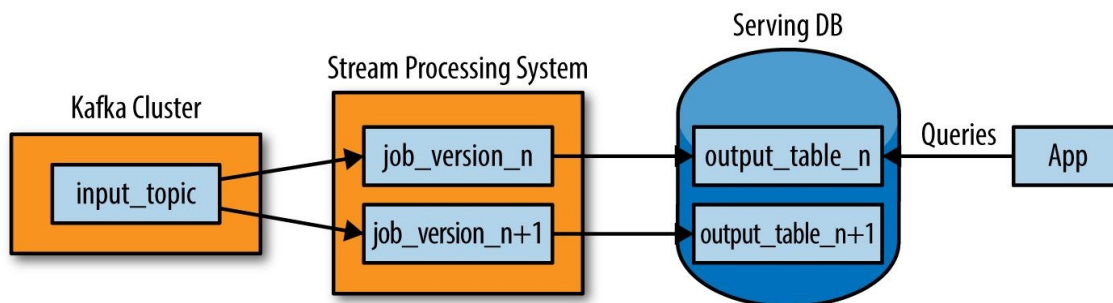 Serving DB
Stream Processing System
Kafka Cluster
job_version_n
output_table_n
Queries
App
input_topic
job_version_n+1
output_table_n+1